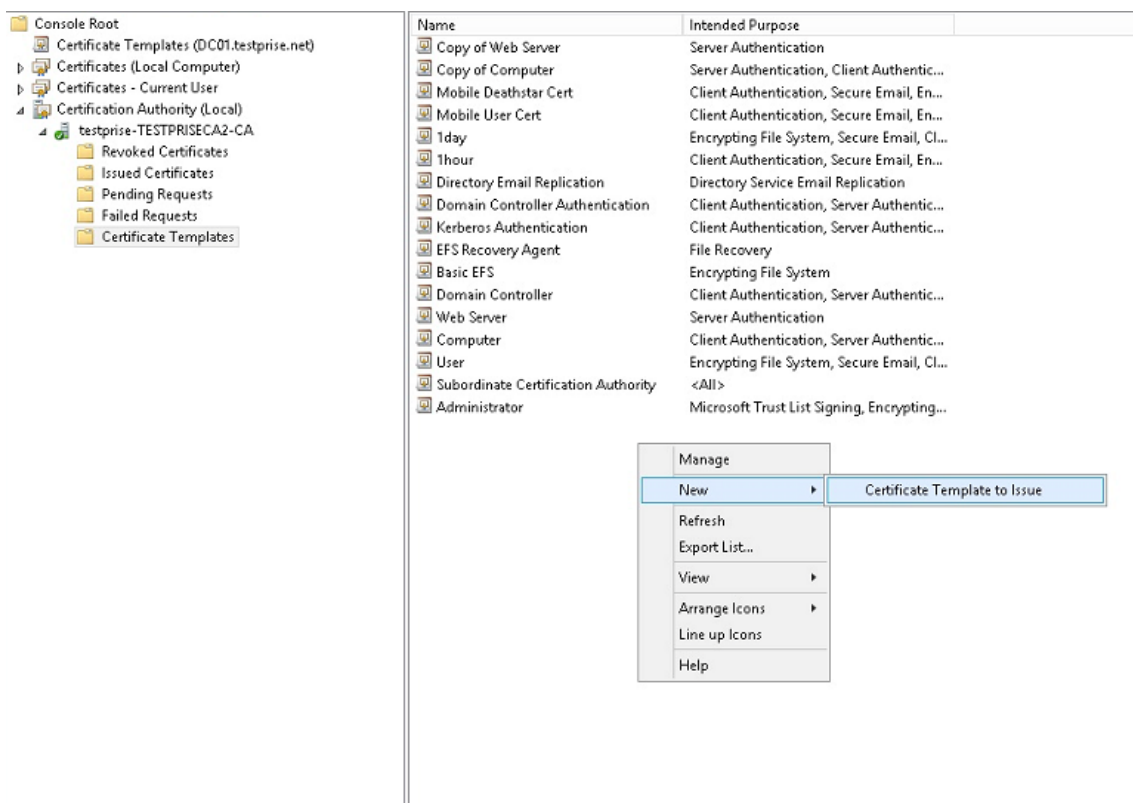 Console Root
Certificate Templates (DC01.testprise.net)
Certificates (Local Computer)
Certificates - Current User
Certification Authority (Local)
testprise-TESTPRISECA2-CA
Revoked Certificates
Issued Certificates
Pending Requests
Failed Requests
Certificate Templates
Name Intended Purpose
Copy of Web Server Server Authentication
Copy of Computer Server Authentication, Client Authentic...
Mobile Deathstar Cert Client Authentication, Secure Email, En...
Mobile User Cert Client Authentication, Secure Email, En...
1day Encrypting File System, Secure Email, Cl...
1hour Client Authentication, Secure Email, En...
Directory Email Replication Directory Service Email Replication
Domain Controller Authentication Client Authentication, Server Authentic...
Kerberos Authentication Client Authentication, Server Authentic...
EFS Recovery Agent File Recovery
Basic EFS Encrypting File System
Domain Controller Client Authentication, Server Authentic...
Web Server Server Authentication
Computer Client Authentication, Server Authentic...
User Encrypting File System, Secure Email, Cl...
Subordinate Certification Authority <All>
Administrator Microsoft Trust List Signing, Encrypting...
Manage
New Certificate Template to Issue
Refresh
Export List...
View
Arrange Icons
Line up Icons
Help